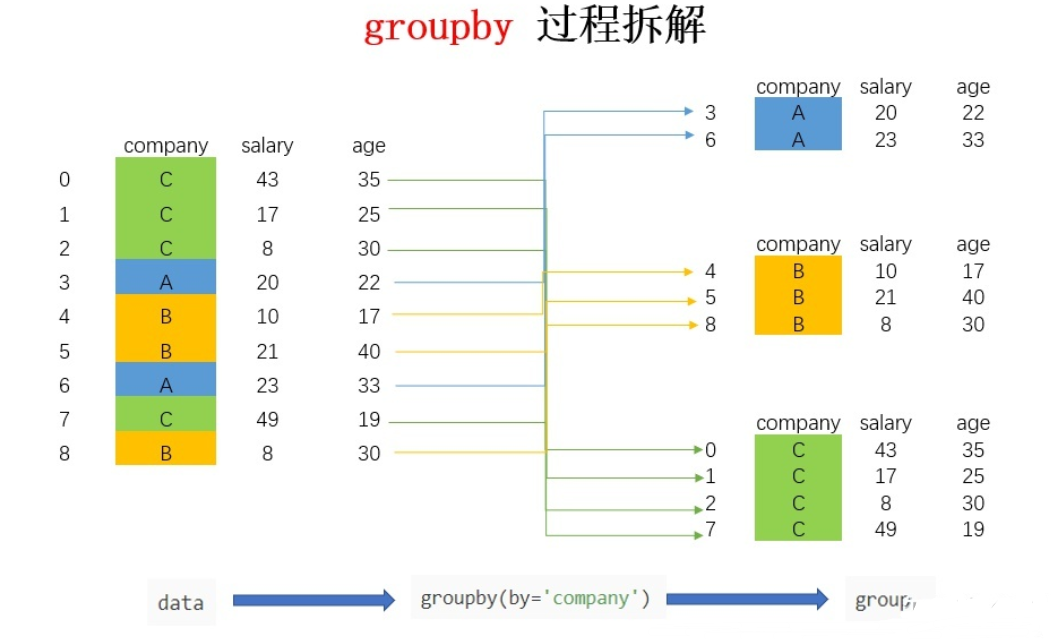 groupby 过程拆解
company salary age
0 C 43 35
1 C 17 25
2 C 8 30
3 A 20 22
4 B 10 17
5 B 21 40
6 A 23 33
7 C 49 19
8 B 8 30
company salary age
3 A 20 22
6 A 23 33
company salary age
4 B 10 17
5 B 21 40
8 B 8 30
company salary age
0 C 43 35
1 C 17 25
2 C 8 30
7 C 49 19
data groupby(by='company') group